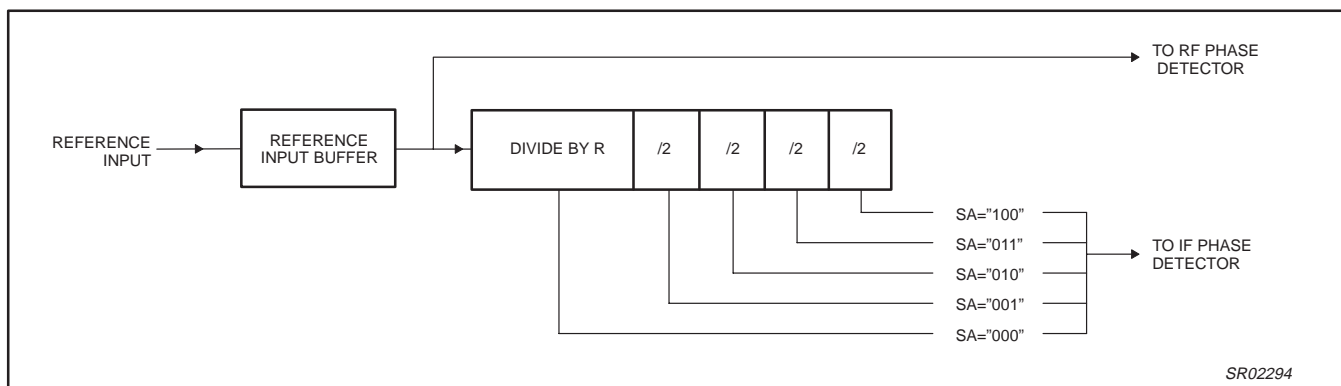 TO RF PHASE
DETECTOR
REFERENCE
INPUT
REFERENCE
INPUT BUFFER
DIVIDE BY R
/2
/2
/2
/2
SA=”100”
SA=”011”
SA=”010”
SA=”001”
SA=”000”
TO IF PHASE
DETECTOR
SR02294